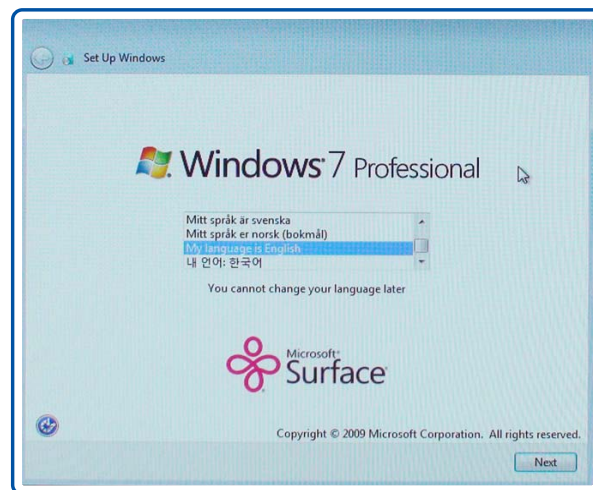 Set Up Windows
Windows® 7 Professional
Mitt språk är svenska
Mitt språk er norsk (bokmål)
My language is English
내 언어: 한국어
You cannot change your language later
Microsoft®
Surface
Copyright © 2009 Microsoft Corporation. All rights reserved.
Next